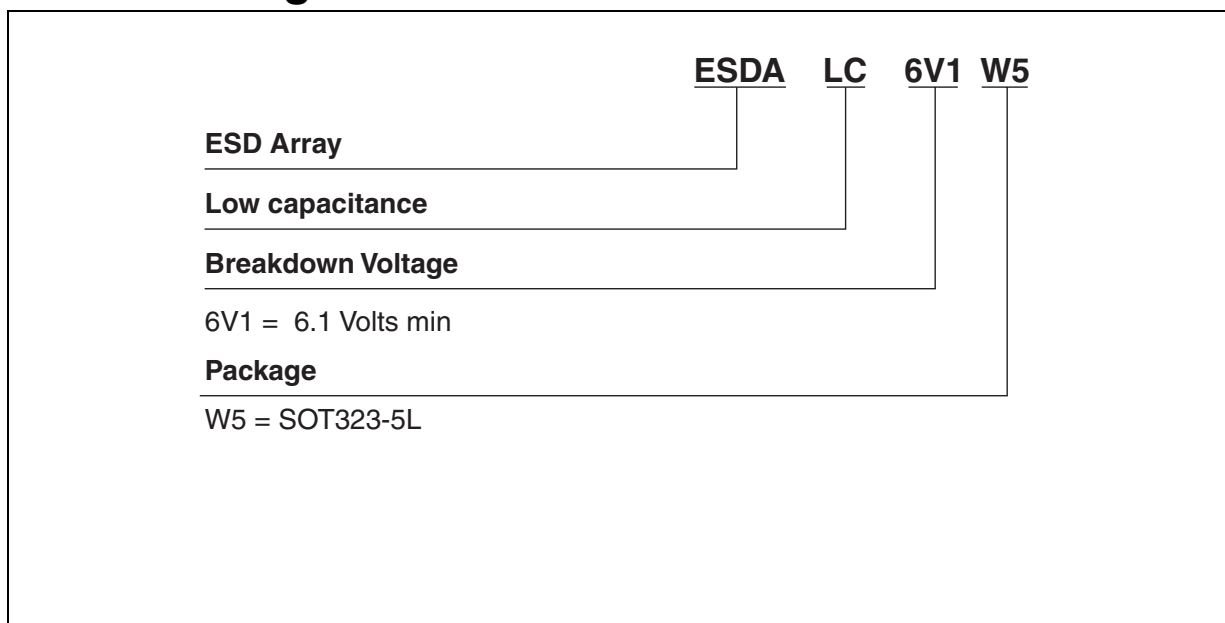 ESDA LC 6V1 W5
ESD Array
Low capacitance
Breakdown Voltage
6V1 = 6.1 Volts min
Package
W5 = SOT323-5L